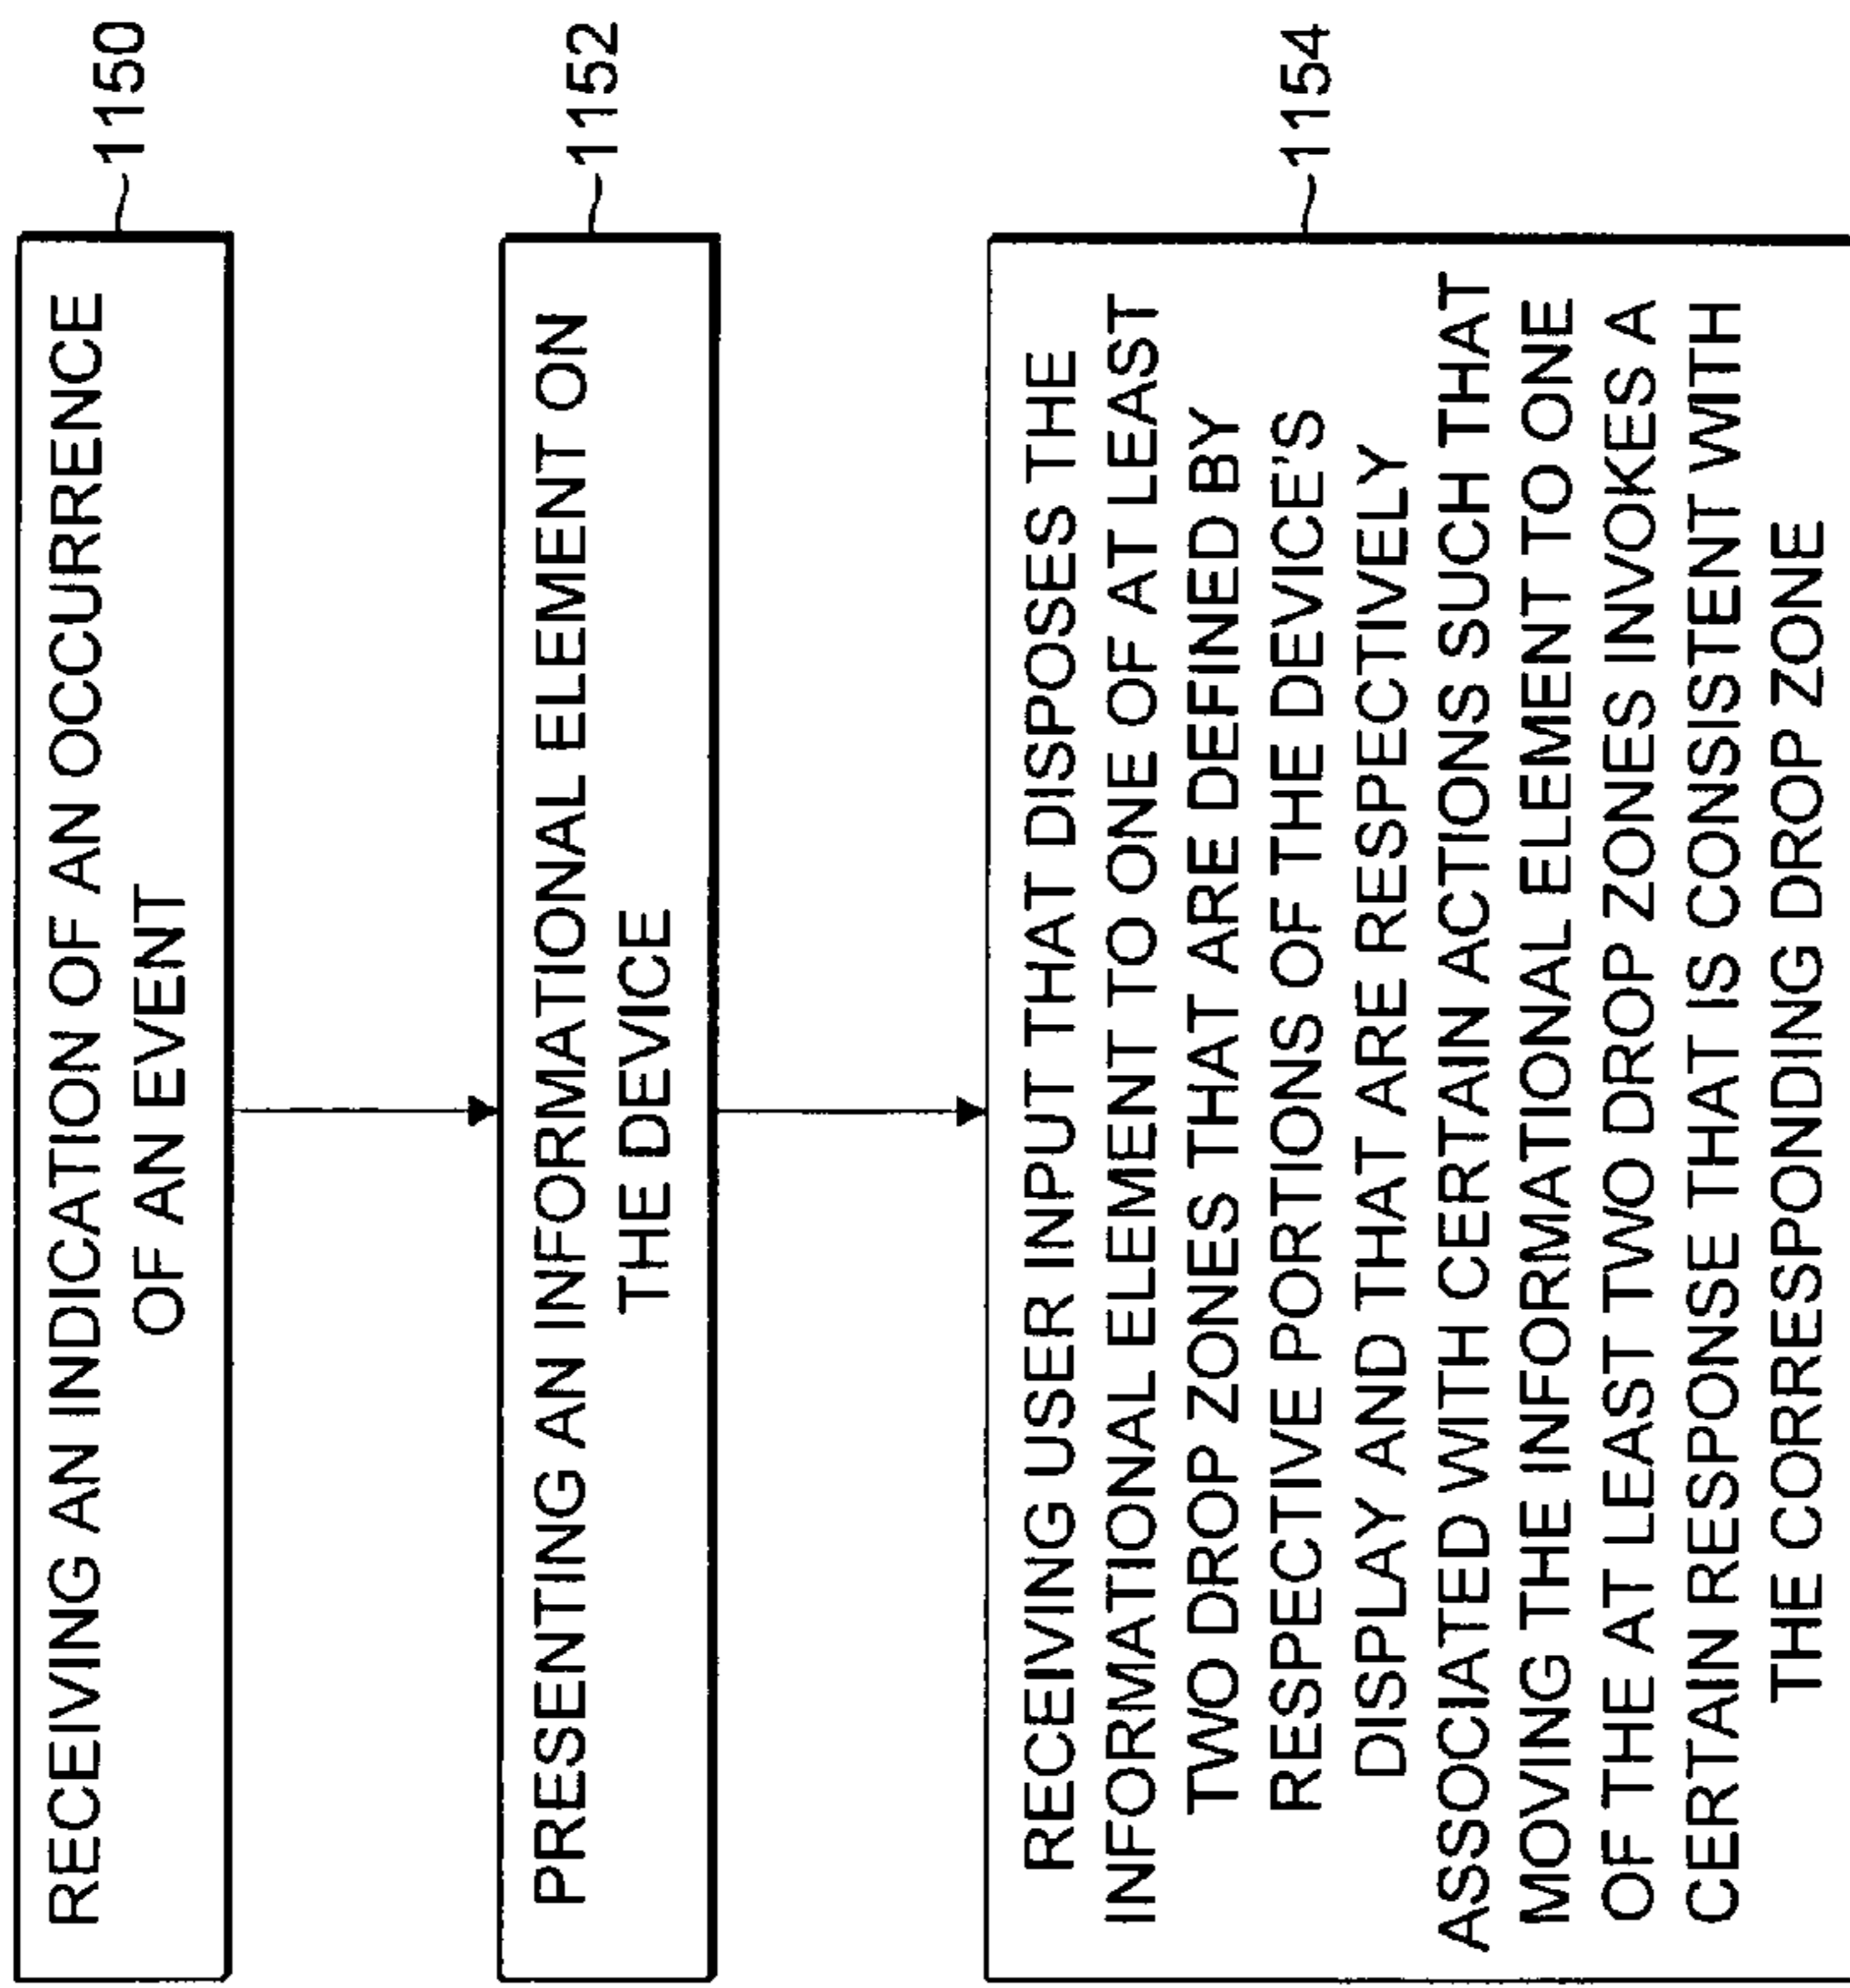 RECEIVING AN INDICATION OF AN OCCURRENCE
OF AN EVENT
1150
PRESENTING AN INFORMATIONAL ELEMENT ON
THE DEVICE
1152
RECEIVING USER INPUT THAT DISPOSES THE
INFORMATIONAL ELEMENT TO ONE OF AT LEAST
TWO DROP ZONES THAT ARE DEFINED BY
RESPECTIVE PORTIONS OF THE DEVICE'S
DISPLAY AND THAT ARE RESPECTIVELY
ASSOCIATED WITH CERTAIN ACTIONS SUCH THAT
MOVING THE INFORMATIONAL ELEMENT TO ONE
OF THE AT LEAST TWO DROP ZONES INVOKES A
CERTAIN RESPONSE THAT IS CONSISTENT WITH
THE CORRESPONDING DROP ZONE
1154